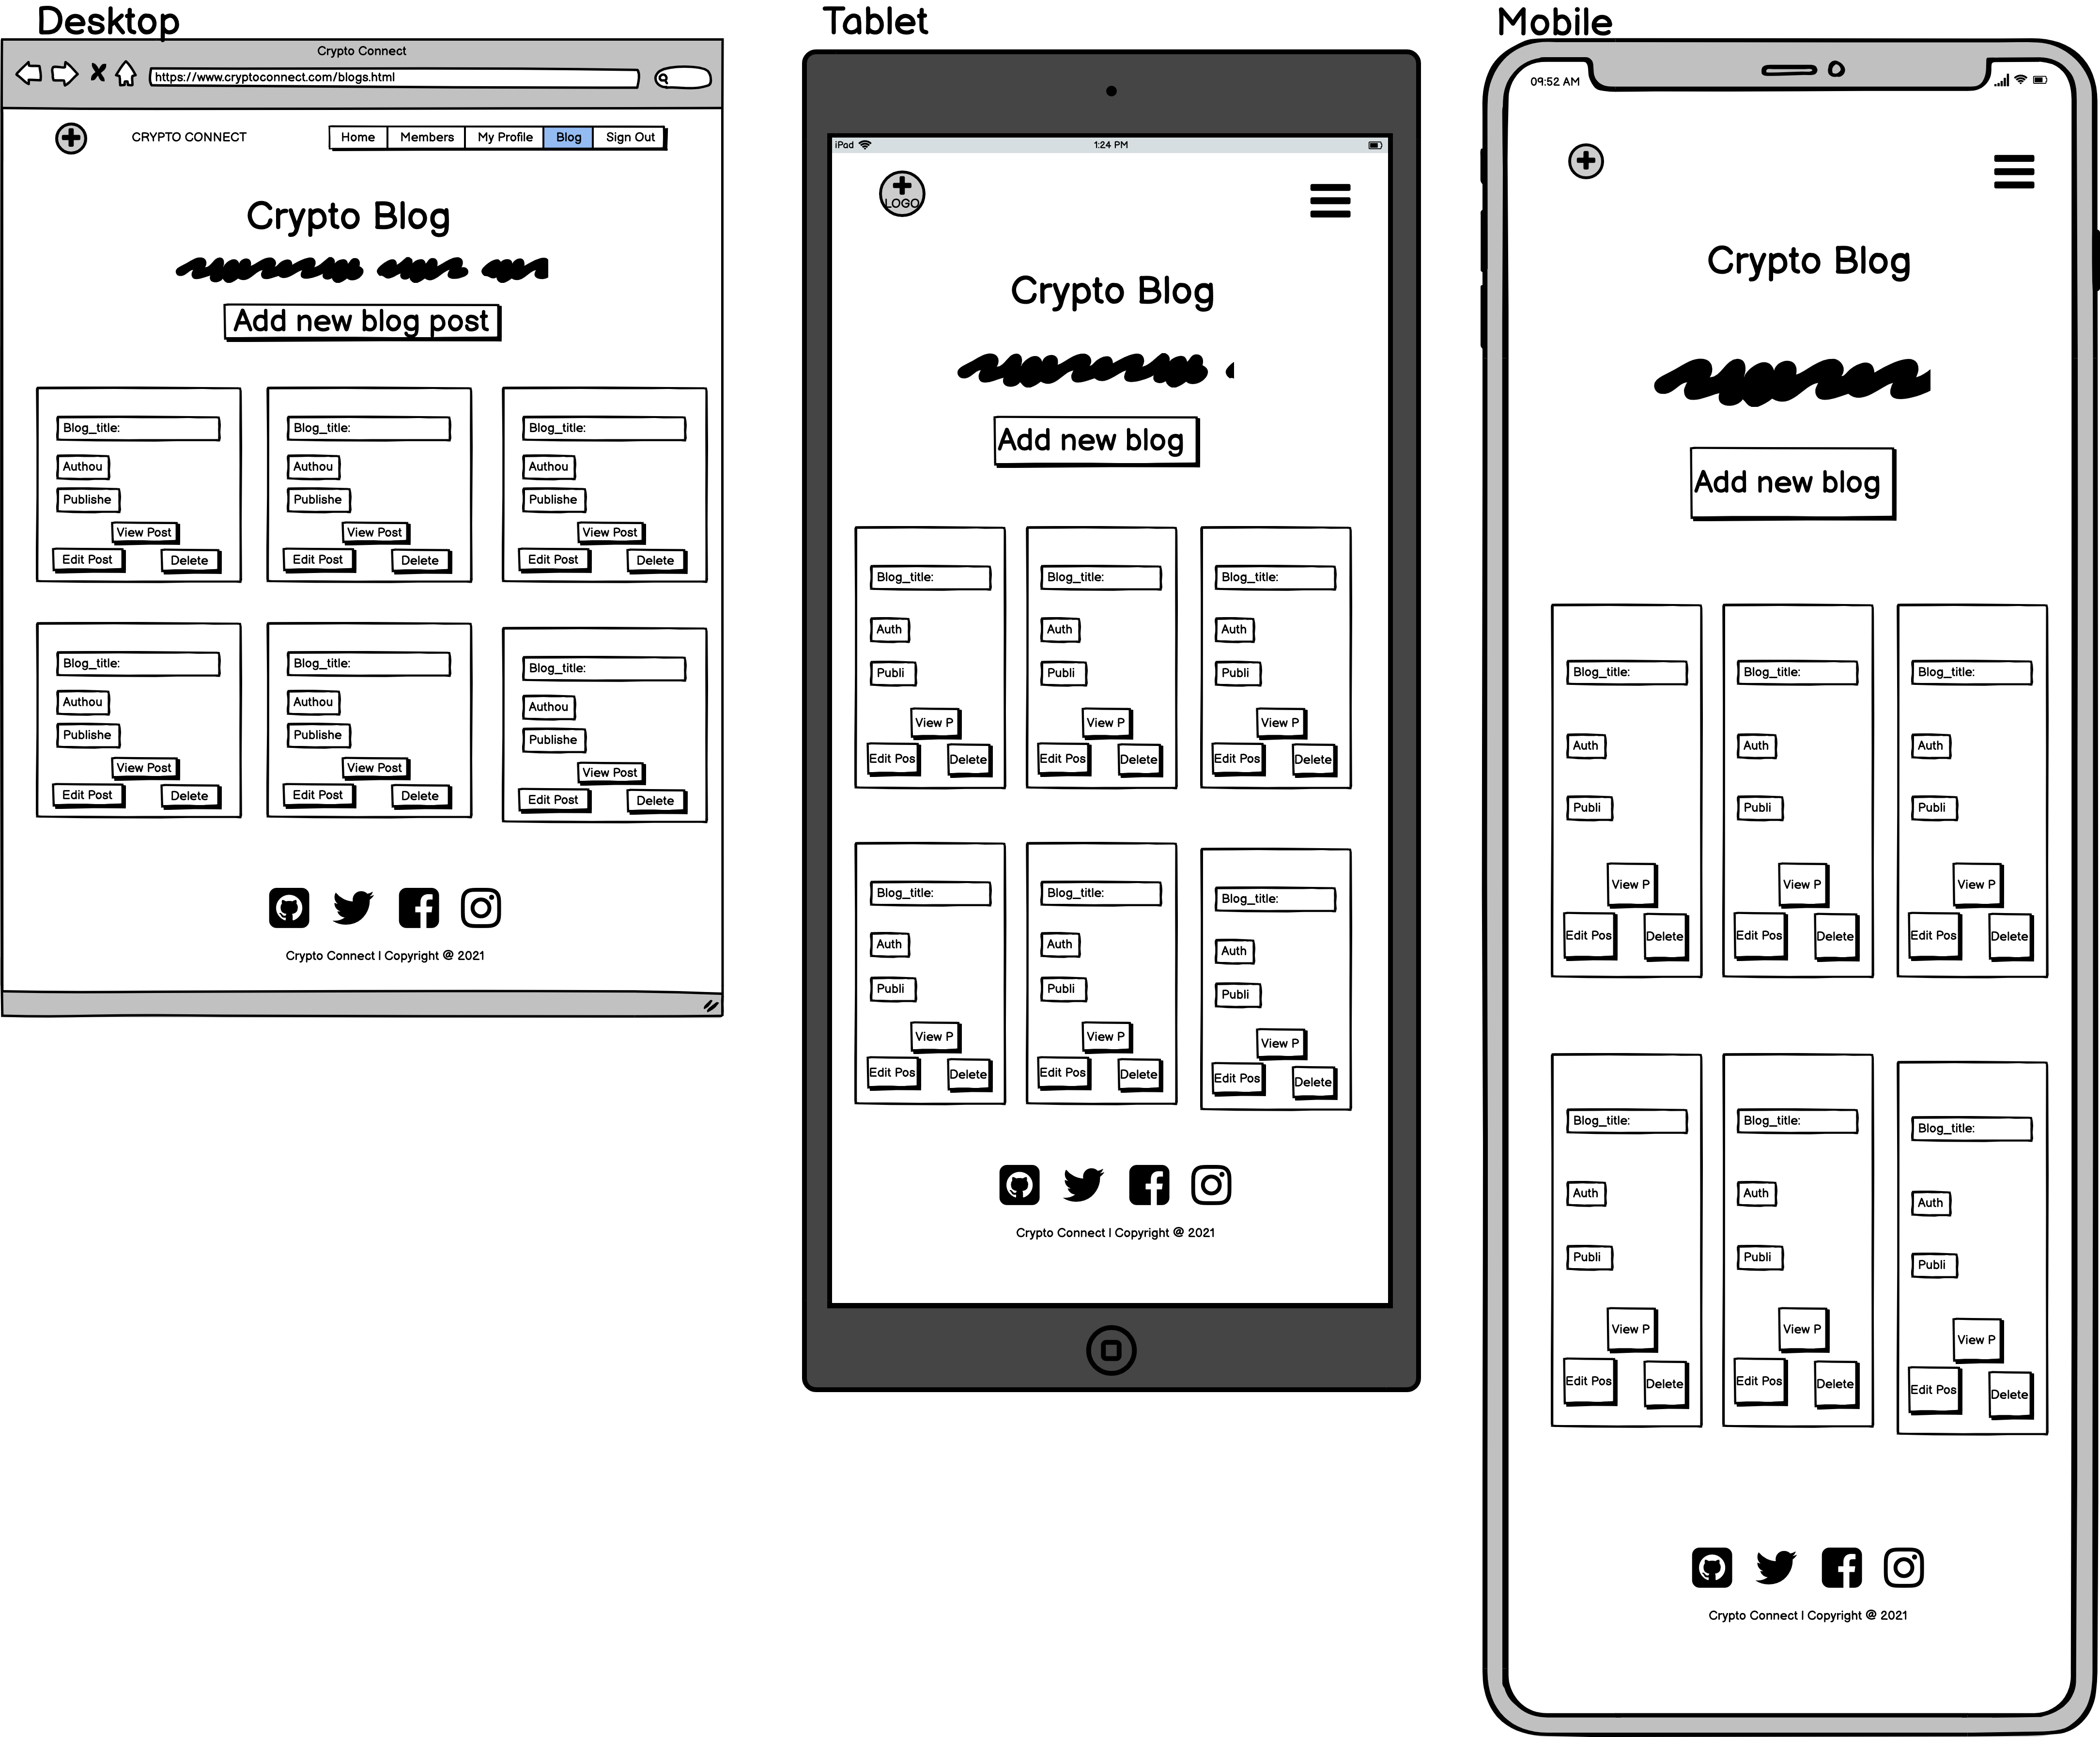 Desktop
Crypto Connect
https://www.cryptoconnect.com/blogs.html
CRYPTO CONNECT
Home Members My Profile Blog Sign Out
Crypto Blog
Add new blog post
Blog_title: Blog_title: Blog_title:
Authou Authou Authou
Publishe Publishe Publishe
View Post View Post View Post
Edit Post Delete Edit Post Delete Edit Post Delete
Blog_title: Blog_title: Blog_title:
Authou Authou Authou
Publishe Publishe Publishe
View Post View Post View Post
Edit Post Delete Edit Post Delete Edit Post Delete
Crypto Connect | Copyright @ 2021
Tablet
iPad 1:24 PM
LOGO
Crypto Blog
Add new blog
Blog_title: Blog_title: Blog_title:
Auth Auth Auth
Publi Publi Publi
View P View P View P
Edit Pos Delete Edit Pos Delete Edit Pos Delete
Blog_title: Blog_title: Blog_title:
Auth Auth Auth
Publi Publi Publi
View P View P View P
Edit Pos Delete Edit Pos Delete Edit Pos Delete
Crypto Connect | Copyright @ 2021
Mobile
09:52 AM
Crypto Blog
Add new blog
Blog_title: Blog_title: Blog_title:
Auth Auth Auth
Publi Publi Publi
View P View P View P
Edit Pos Delete Edit Pos Delete Edit Pos Delete
Blog_title: Blog_title: Blog_title:
Auth Auth Auth
Publi Publi Publi
View P View P View P
Edit Pos Delete Edit Pos Delete Edit Pos Delete
Crypto Connect | Copyright @ 2021